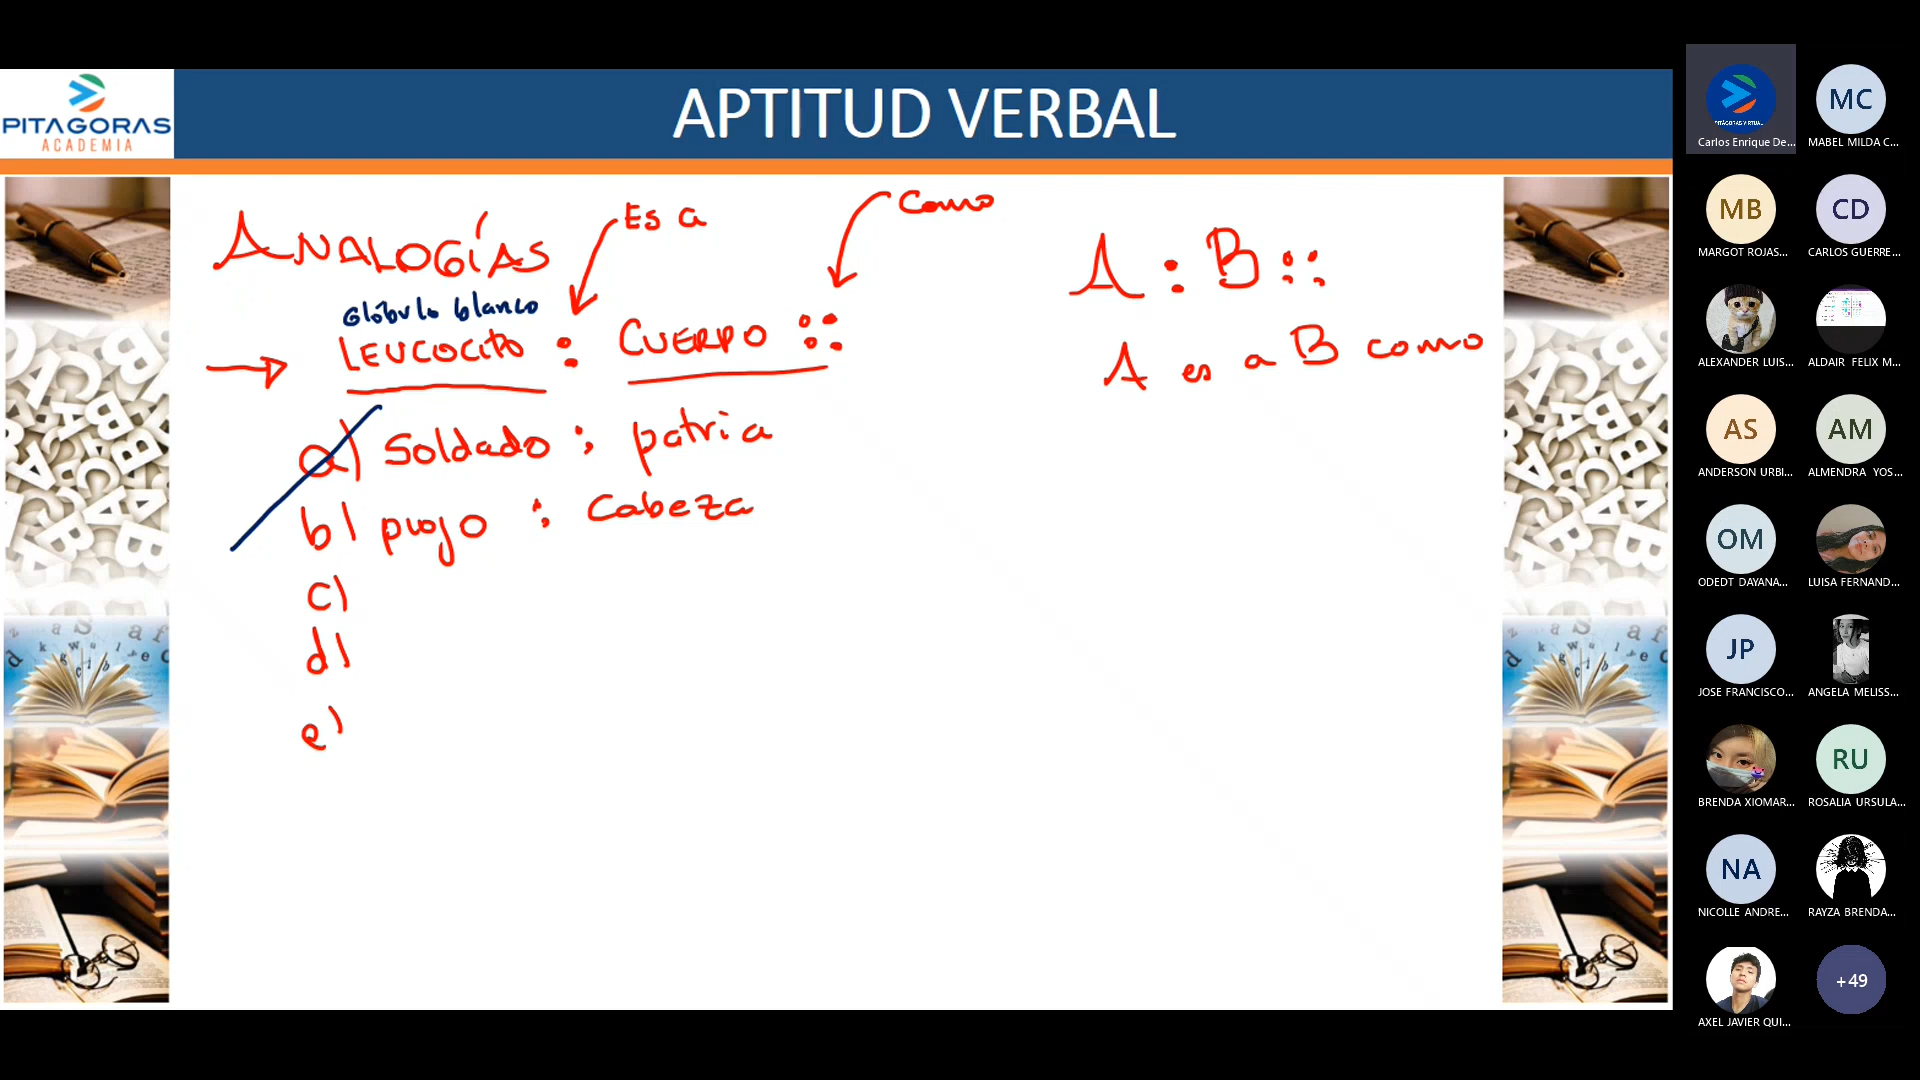 PITAGORAS
ACADEMIA
APTITUD VERBAL
ANALOGÍAS
Es a
Como
Glóbulo blanco
LEUCOCITO : CUERPO ::
a) Soldado : patria
b) piojo : Cabeza
c)
d)
e)
A : B ::
A es a B como
Carlos Enrique De...
MABEL MILDA C...
MARGOT ROJAS...
CARLOS GUERRE...
ALEXANDER LUIS...
ALDAIR FELIX M...
ANDERSON URBI...
ALMENDRA YOS...
ODEDT DAYANA...
LUISA FERNAND...
JOSE FRANCISCO...
ANGELA MELISS...
BRENDA XIOMAR...
ROSALIA URSULA...
NICOLLE ANDRE...
RAYZA BRENDA...
AXEL JAVIER QUI...
MC
MB
CD
AS
AM
OM
JP
RU
NA
+49
PITÁGORAS VIRTUAL